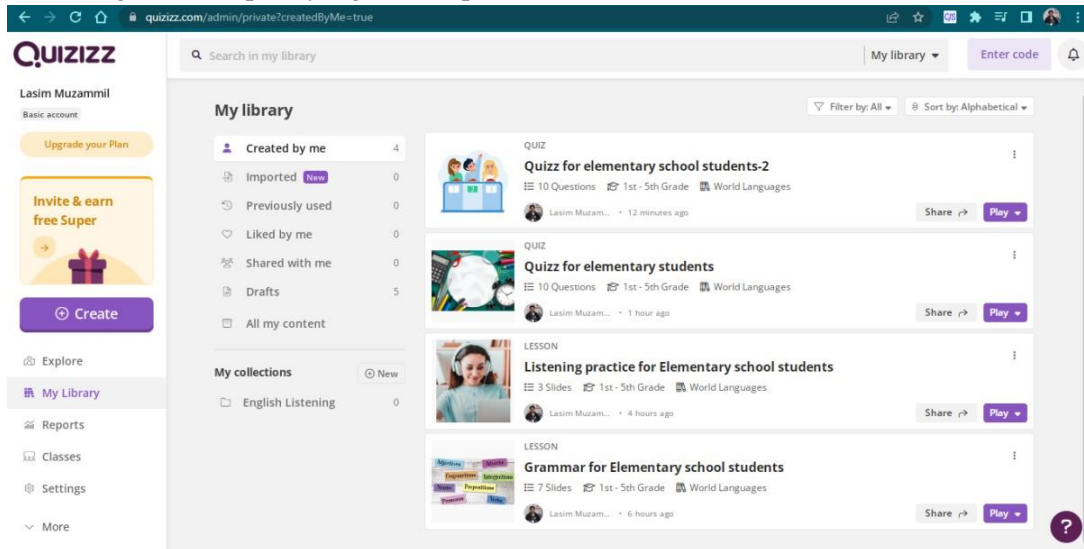 quizizz.com/admin/private?createdByMe=true
QUIZIZZ
Search in my library
My library
Enter code
Lasim Muzammil
Basic account
Upgrade your Plan
Invite & earn
free Super
Create
Explore
My Library
Reports
Classes
Settings
More
My library
Filter by: All
Sort by: Alphabetical
Created by me 4
Imported New 0
Previously used 0
Liked by me 0
Shared with me 0
Drafts 5
All my content
My collections New
English Listening 0
QUIZ
Quizz for elementary school students-2
10 Questions 1st - 5th Grade World Languages
Lasim Muzam... • 12 minutes ago
Share Play
QUIZ
Quizz for elementary students
10 Questions 1st - 5th Grade World Languages
Lasim Muzam... • 1 hour ago
Share Play
LESSON
Listening practice for Elementary school students
3 Slides 1st - 5th Grade World Languages
Lasim Muzam... • 4 hours ago
Share Play
Adjectives
Conjunctions
Prepositions
Pronouns
Verbs
LESSON
Grammar for Elementary school students
7 Slides 1st - 5th Grade World Languages
Lasim Muzam... • 6 hours ago
Share Play
?